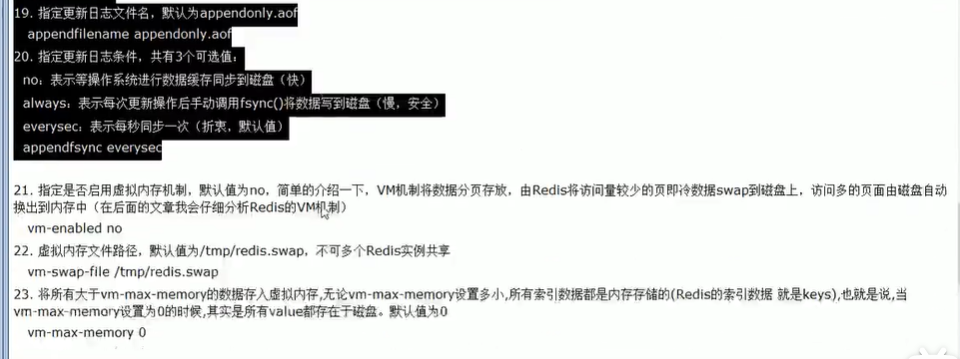 19. 指定更新日志文件名，默认为appendonly.aof
appendfilename appendonly.aof
20. 指定更新日志条件，共有3个可选值：
no：表示等操作系统进行数据缓存同步到磁盘（快）
always：表示每次更新操作后手动调用fsync()将数据写到磁盘（慢，安全）
everysec：表示每秒同步一次（折衷，默认值）
appendfsync everysec
21. 指定是否启用虚拟内存机制，默认值为no，简单的介绍一下，VM机制将数据分页存放，由Redis将访问量较少的页即冷数据swap到磁盘上，访问多的页面由磁盘自动
换出到内存中（在后面的文章我会仔细分析Redis的VM机制）
vm-enabled no
22. 虚拟内存文件路径，默认值为/tmp/redis.swap，不可多个Redis实例共享
vm-swap-file /tmp/redis.swap
23. 将所有大于vm-max-memory的数据存入虚拟内存,无论vm-max-memory设置多小,所有索引数据都是内存存储的(Redis的索引数据 就是keys),也就是说,当
vm-max-memory设置为0的时候,其实是所有value都存在于磁盘。默认值为0
vm-max-memory 0